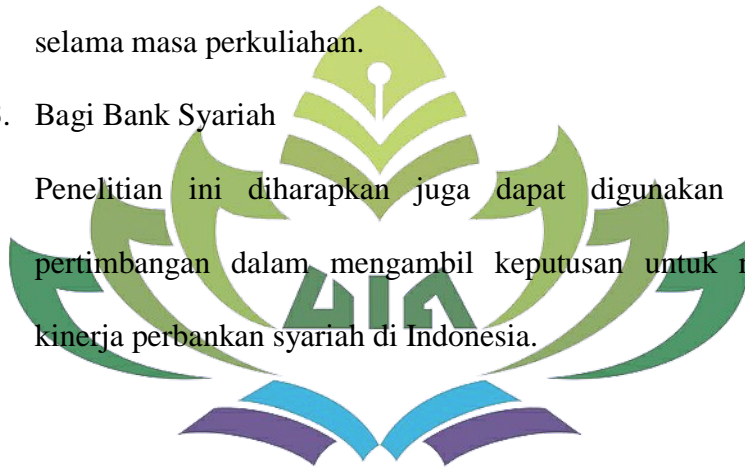 selama masa perkuliahan.
Bagi Bank Syariah
Penelitian ini diharapkan juga dapat digunakan
pertimbangan dalam mengambil keputusan untuk
kinerja perbankan syariah di Indonesia.
UIN